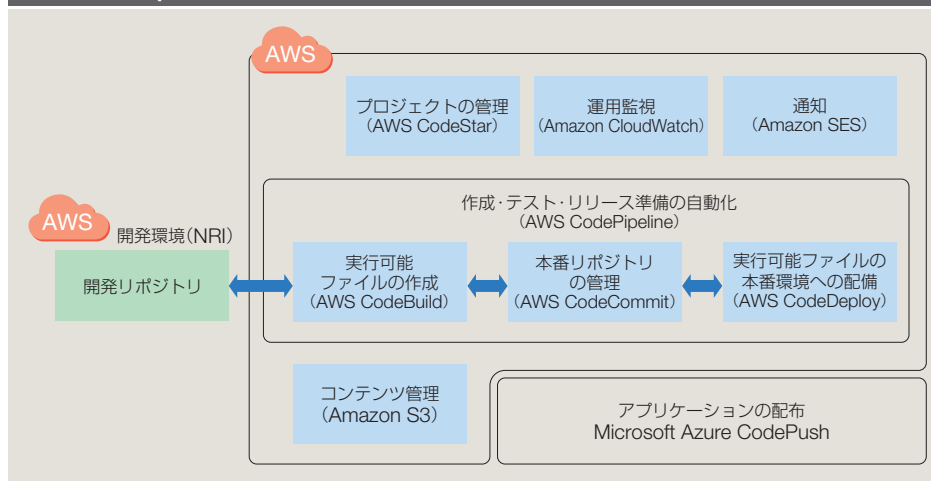 AWS
プロジェクトの管理
(AWS CodeStar)
運用監視
(Amazon CloudWatch)
通知
(Amazon SES)
作成・テスト・リリース準備の自動化
(AWS CodePipeline)
AWS
開発環境(NRI)
開発リポジトリ
実行可能
ファイルの作成
(AWS CodeBuild)
本番リポジトリ
の管理
(AWS CodeCommit)
実行可能ファイルの
本番環境への配備
(AWS CodeDeploy)
コンテンツ管理
(Amazon S3)
アプリケーションの配布
Microsoft Azure CodePush